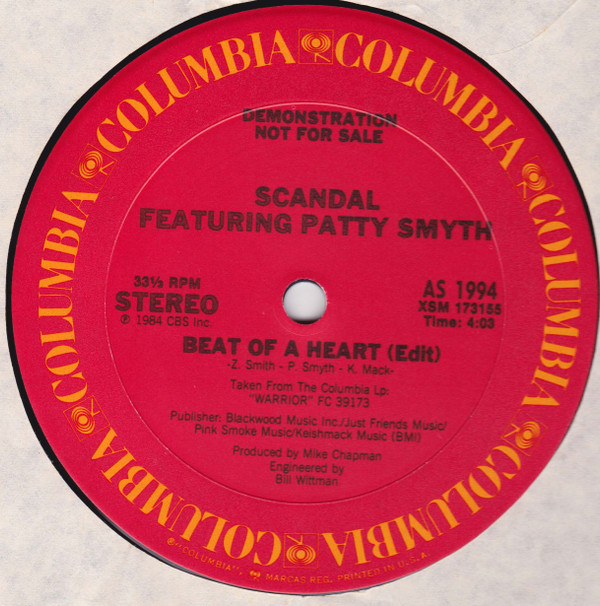 COLUMBIA COLUMBIA COLUMBIA COLUMBIA COLUMBIA COLUMBIA COLUMBIA COLUMBIA
DEMONSTRATION
NOT FOR SALE
SCANDAL
FEATURING PATTY SMYTH
33⅓ RPM
STEREO
℗ 1984 CBS Inc.
AS 1994
XSM 173155
Time: 4:03
BEAT OF A HEART (Edit)
-Z. Smith - P. Smyth - K. Mack-
Taken From The Columbia Lp:
"WARRIOR" FC 39173
Publisher: Blackwood Music Inc./Just Friends Music/
Pink Smoke Music/Keishmack Music (BMI)
Produced by Mike Chapman
Engineered by
Bill Wittman
®"COLUMBIA", MARCAS REG. PRINTED IN U.S.A.